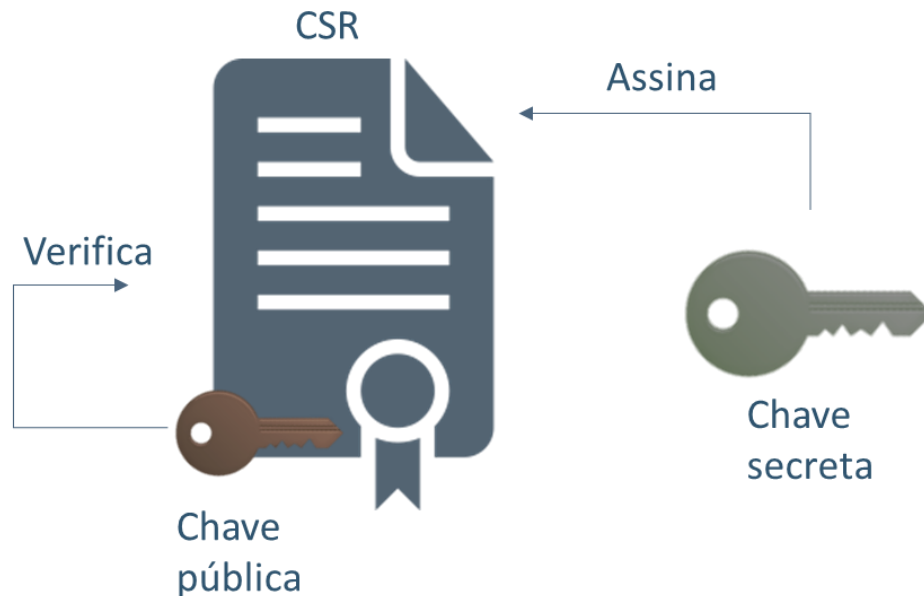 CSR
Assina
Verifica
Chave
secreta
Chave
pública